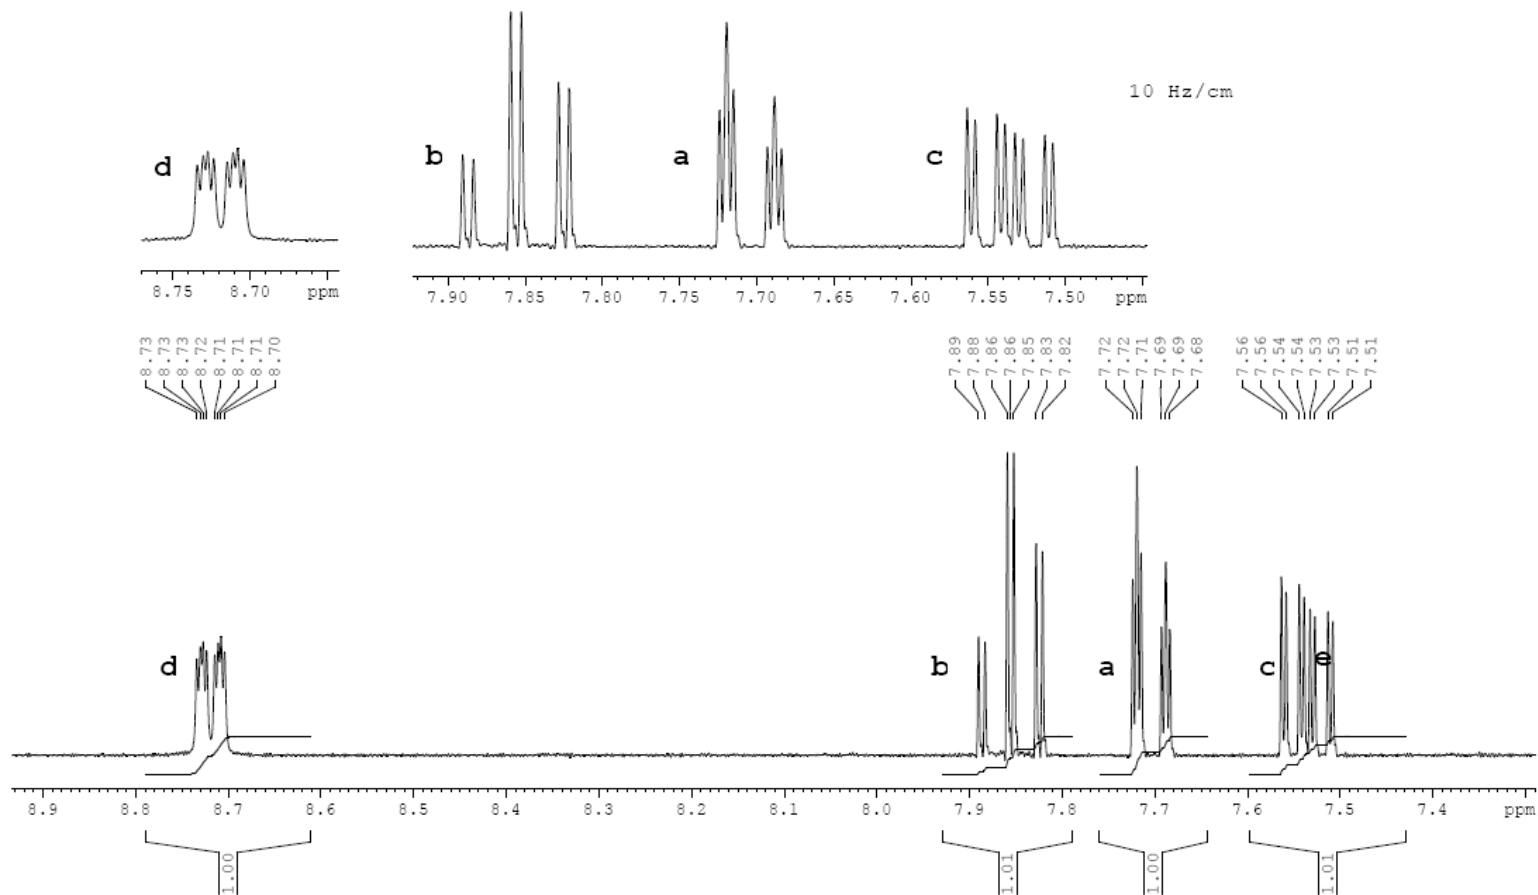 10 Hz/cm
d
b
a
c
8.75 8.70 ppm
7.90 7.85 7.80 7.75 7.70 7.65 7.60 7.55 7.50 ppm
8.73 8.73 8.73 8.72 8.71 8.71 8.71 8.70
7.89 7.88 7.86 7.86 7.85 7.83 7.82
7.72 7.72 7.71 7.69 7.69 7.68
7.56 7.56 7.54 7.54 7.53 7.53 7.51 7.51
d
b
a
c
e
8.9 8.8 8.7 8.6 8.5 8.4 8.3 8.2 8.1 8.0 7.9 7.8 7.7 7.6 7.5 7.4 ppm
1.00 1.01 1.00 1.01